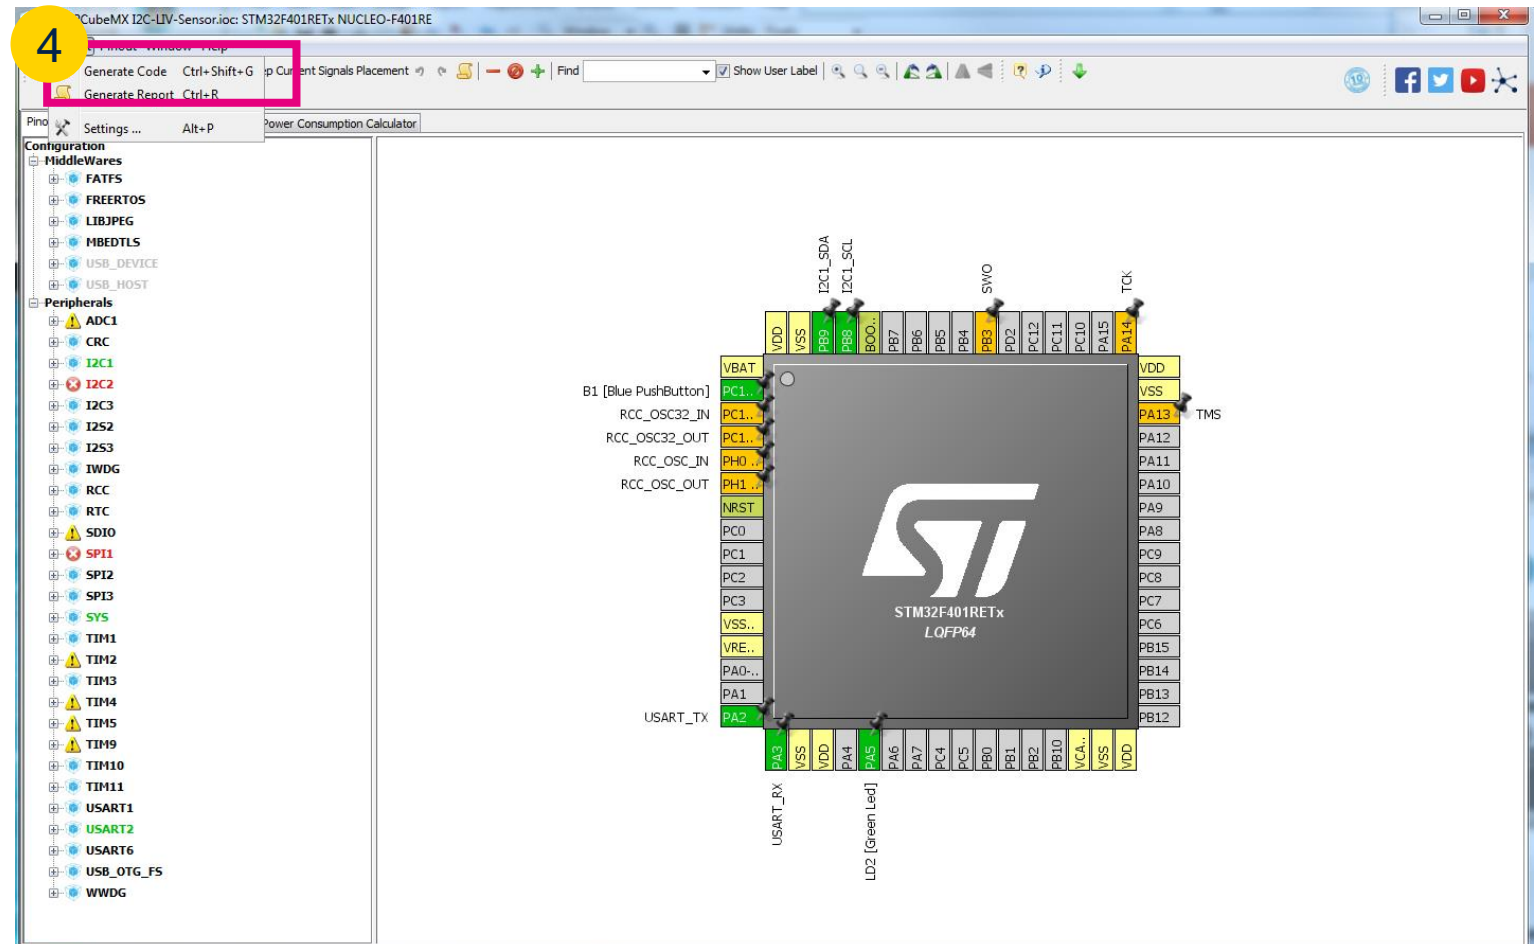 4
CubeMX I2C-LIV-Sensor.ioc: STM32F401RETx NUCLEO-F401RE
Generate Code Ctrl+Shift+G
Current Signals Placement
Find
Show User Label
Generate Report Ctrl+R
Settings ... Alt+P
Power Consumption Calculator
Configuration
MiddleWares
FATFS
FREERTOS
LIBJPEG
MBEDTLS
USB_DEVICE
USB_HOST
Peripherals
ADC1
CRC
I2C1
I2C2
I2C3
I2S2
I2S3
IWDG
RCC
RTC
SDIO
SPI1
SPI2
SPI3
SYS
TIM1
TIM2
TIM3
TIM4
TIM5
TIM9
TIM10
TIM11
USART1
USART2
USART6
USB_OTG_FS
WWDG
I2C1_SDA
I2C1_SCL
SWO
TCK
VDD
VSS
PB9
PB8
BOO..
PB7
PB6
PB5
PB4
PB3
PD2
PC12
PC11
PC10
PA15
PA14
VBAT
B1 [Blue PushButton] PC1..
RCC_OSC32_IN PC1..
RCC_OSC32_OUT PC1..
RCC_OSC_IN PH0 ..
RCC_OSC_OUT PH1 ..
NRST
PC0
PC1
PC2
PC3
VSS..
VRE..
PA0-..
PA1
USART_TX PA2
STM32F401RETx
LQFP64
VDD
VSS
PA13 TMS
PA12
PA11
PA10
PA9
PA8
PC9
PC8
PC7
PC6
PB15
PB14
PB13
PB12
PA3
VSS
VDD
PA4
PA5
PA6
PA7
PC4
PC5
PB0
PB1
PB2
PB10
VCA..
VSS
VDD
USART_RX
LD2 [Green Led]